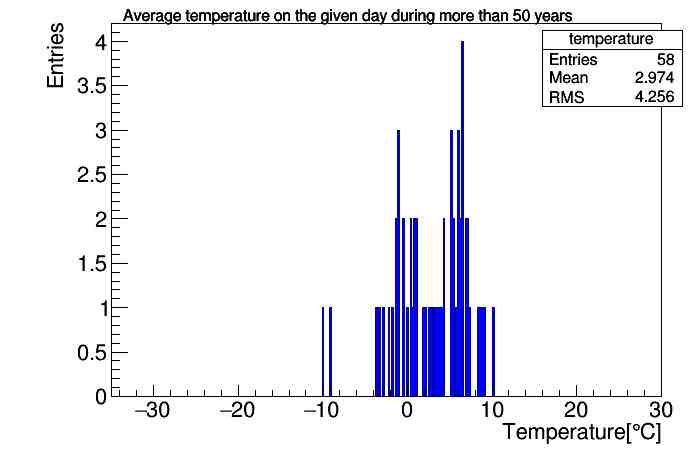 Average temperature on the given day during more than 50 years
temperature
Entries 58
Mean 2.974
RMS 4.256
Entries
4
3.5
3
2.5
2
1.5
1
0.5
0
−30 −20 −10 0 10 20 30
Temperature[°C]